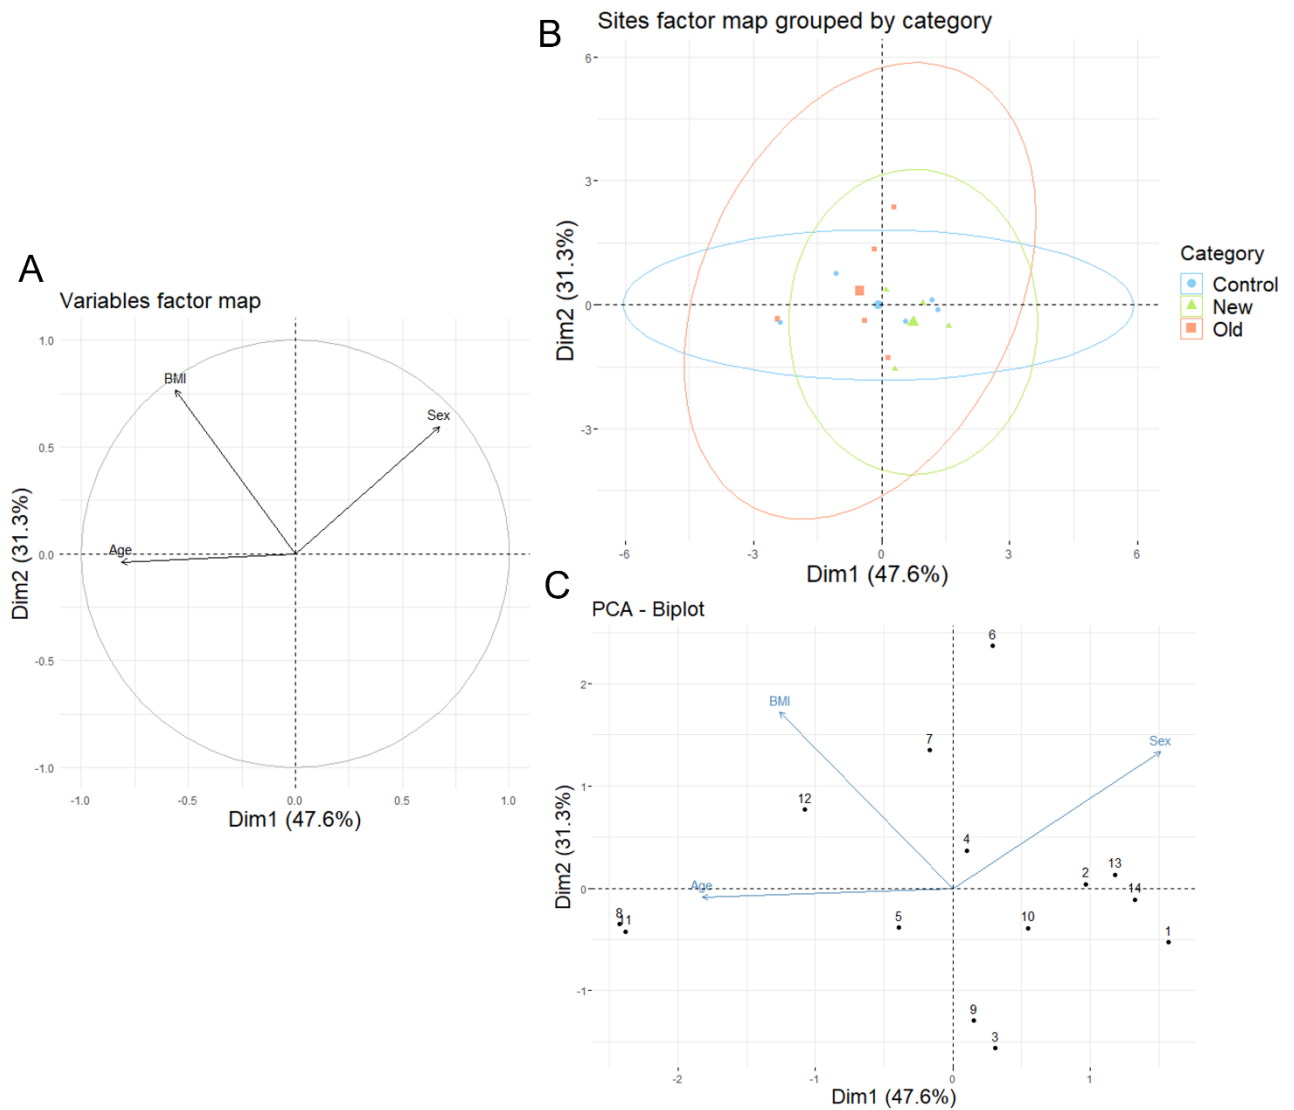 A
Variables factor map
1.0
0.5
0.0
-0.5
-1.0
BMI
Sex
Age
-1.0 -0.5 0.0 0.5 1.0
Dim1 (47.6%)
Dim2 (31.3%)
B
Sites factor map grouped by category
6
3
0
-3
-6 -3 0 3 6
Dim1 (47.6%)
Dim2 (31.3%)
Category
Control
New
Old
C
PCA - Biplot
6
2
BMI
7
Sex
1
12
4
13
2
14
0
Age
8
11
5
10
1
-1
9
3
-2 -1 0 1
Dim1 (47.6%)
Dim2 (31.3%)